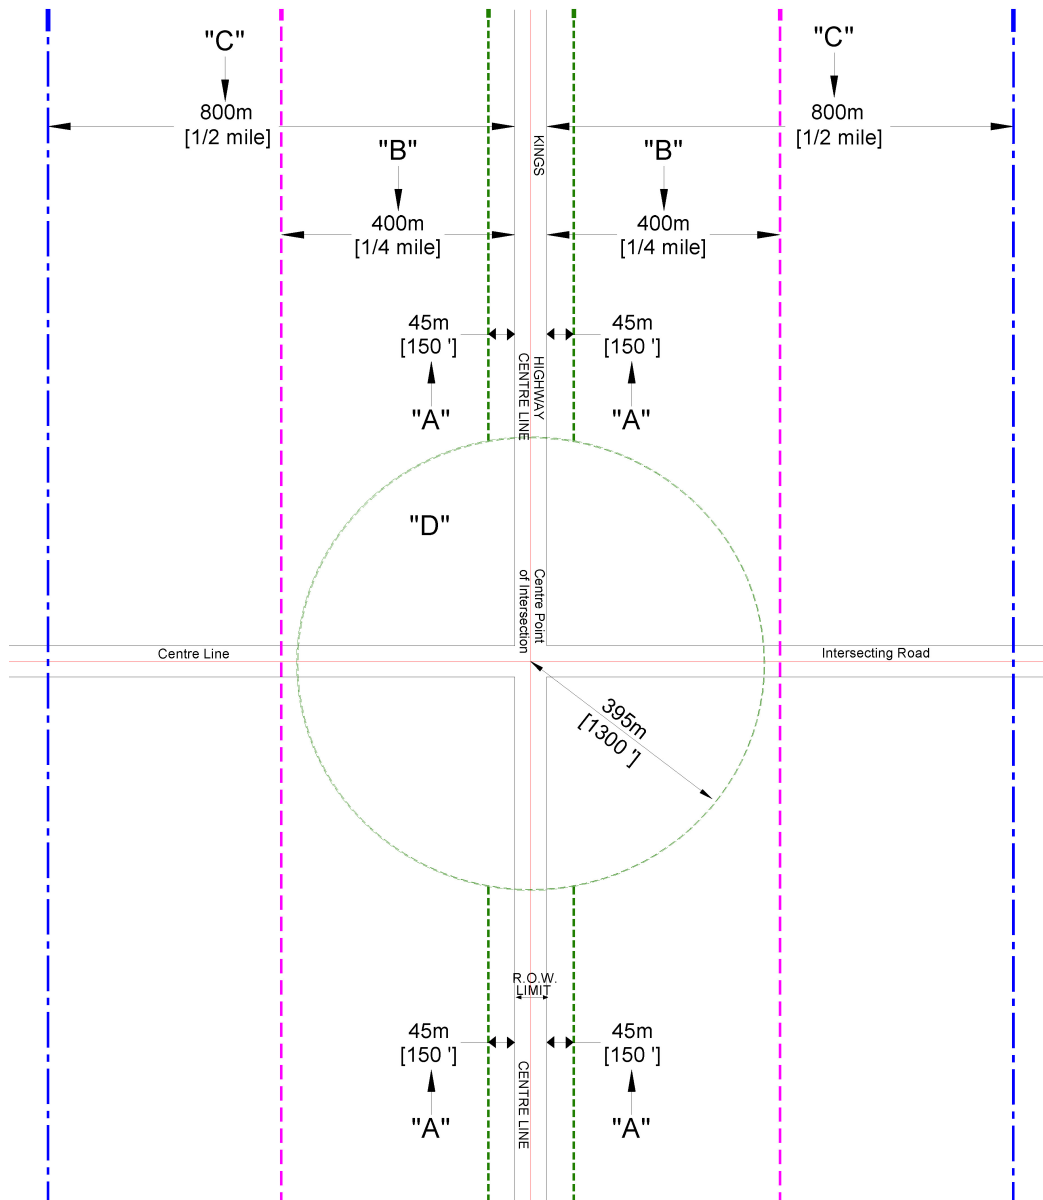 "C"
"C"
800m
[1/2 mile]
800m
[1/2 mile]
"B"
"B"
KINGS
400m
[1/4 mile]
400m
[1/4 mile]
45m
[150 ']
45m
[150 ']
HIGHWAY
CENTRE LINE
"A"
"A"
"D"
Centre Point
of Intersection
Centre Line
Intersecting Road
395m
[1300 ']
R.O.W.
LIMIT
45m
[150 ']
45m
[150 ']
CENTRE LINE
"A"
"A"